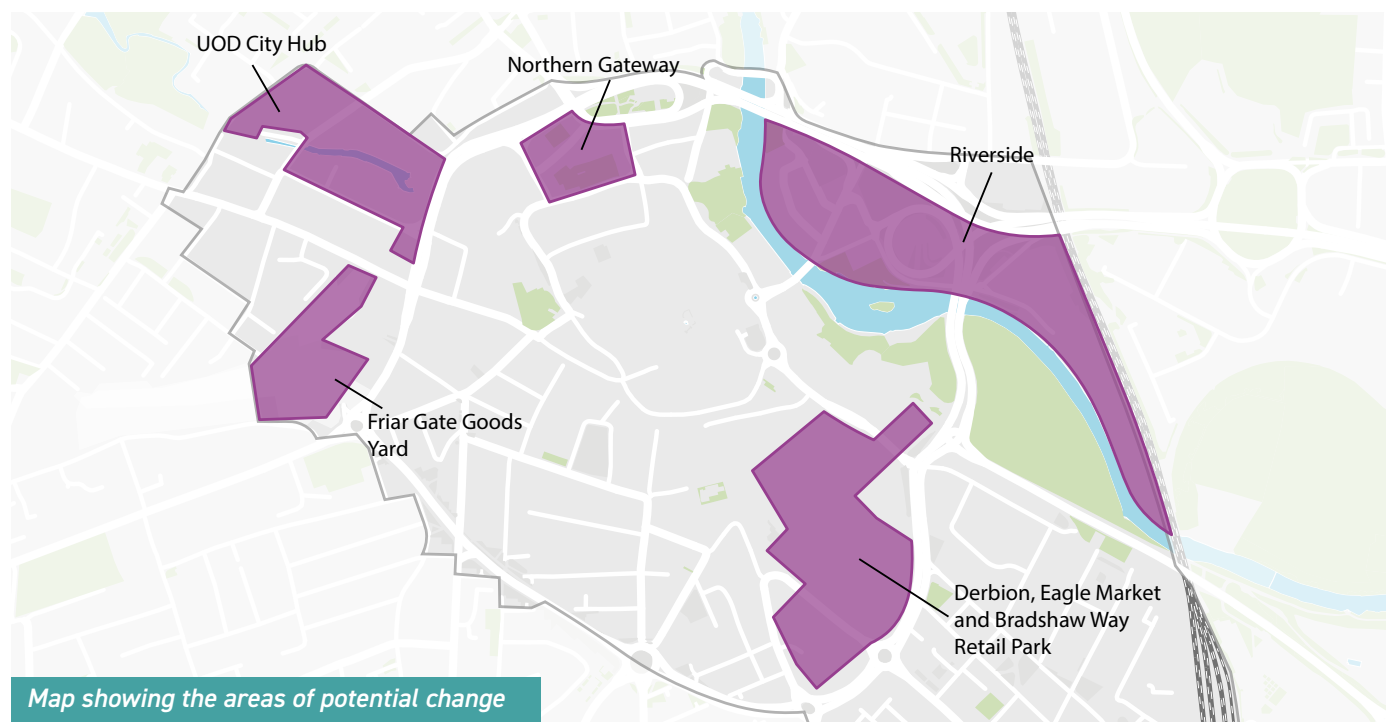 UOD City Hub
Northern Gateway
Riverside
Friar Gate Goods
Yard
Derbion, Eagle Market
and Bradshaw Way
Retail Park
Map showing the areas of potential change